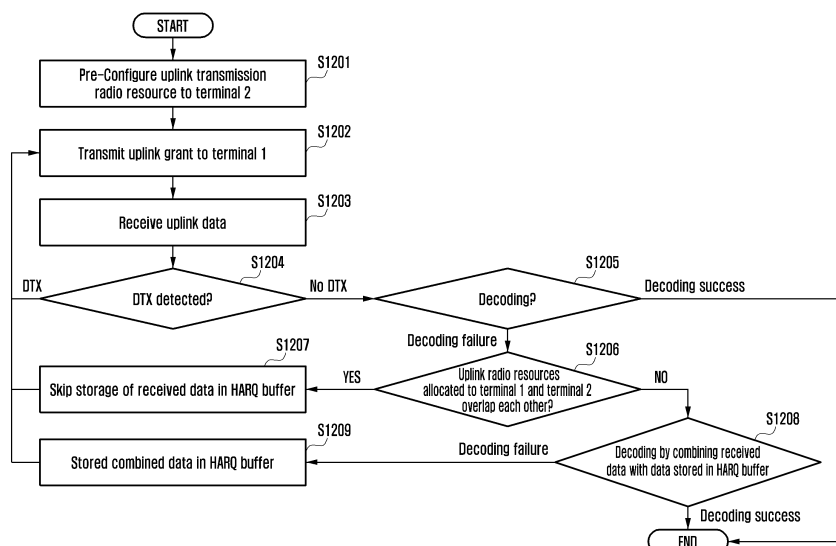 START
S1201
Pre-Configure uplink transmission
radio resource to terminal 2
S1202
Transmit uplink grant to terminal 1
S1203
Receive uplink data
S1204
DTX
DTX detected?
No DTX
S1205
Decoding?
Decoding success
Decoding failure
S1206
Uplink radio resources
allocated to terminal 1 and terminal 2
overlap each other?
YES
NO
S1207
Skip storage of received data in HARQ buffer
S1208
Decoding by combining received
data with data stored in HARQ buffer
Decoding failure
S1209
Stored combined data in HARQ buffer
Decoding success
END